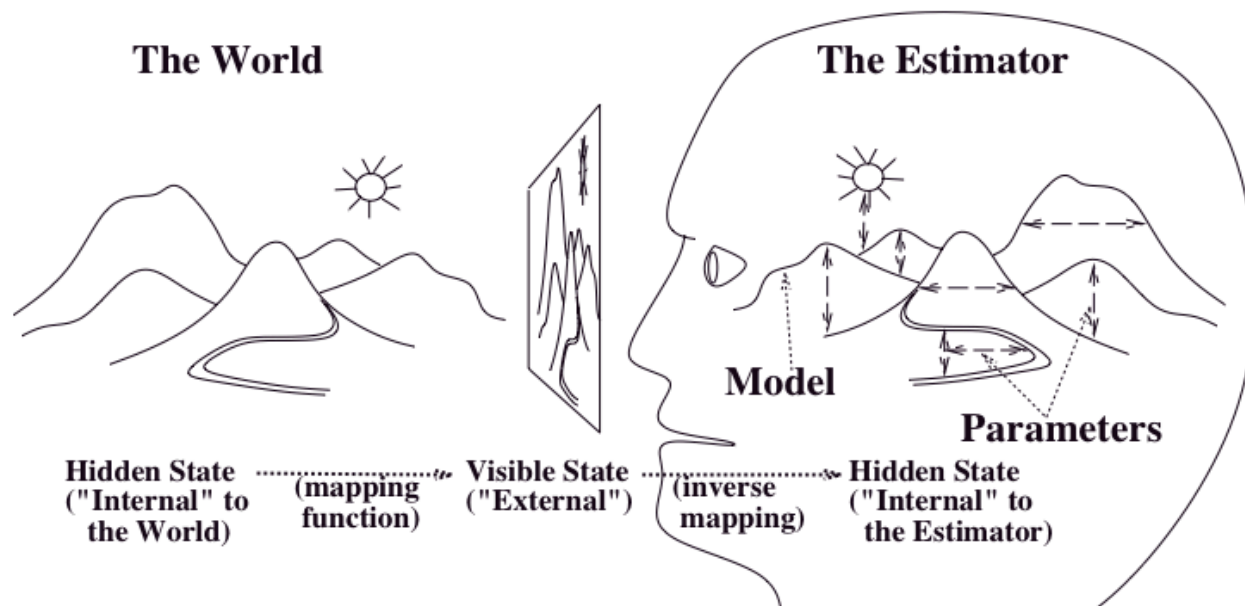 The World
The Estimator
Model
Parameters
Hidden State
("Internal" to
the World)
(mapping
function)
Visible State
("External")
(inverse
mapping)
Hidden State
("Internal" to
the Estimator)